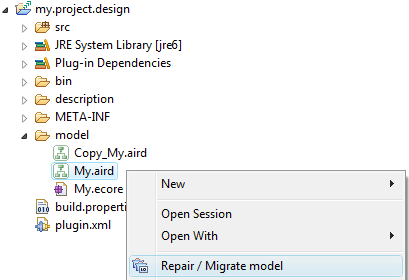 my.project.design
src
JRE System Library [jre6]
Plug-in Dependencies
bin
description
META-INF
model
Copy_My.aird
My.aird
My.ecore
build.properti
plugin.xml
New
Open Session
Open With
Repair / Migrate model